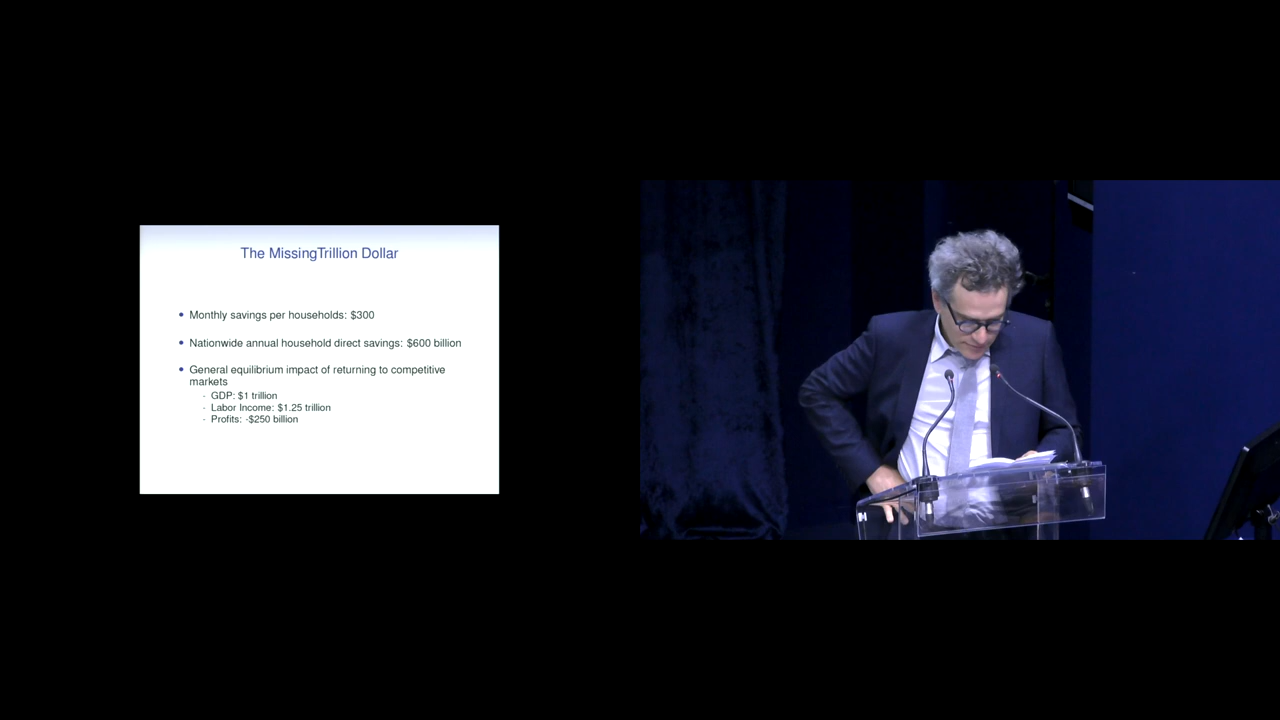 The MissingTrillion Dollar
• Monthly savings per households: $300
• Nationwide annual household direct savings: $600 billion
• General equilibrium impact of returning to competitive
markets
- GDP: $1 trillion
- Labor Income: $1.25 trillion
- Profits: -$250 billion